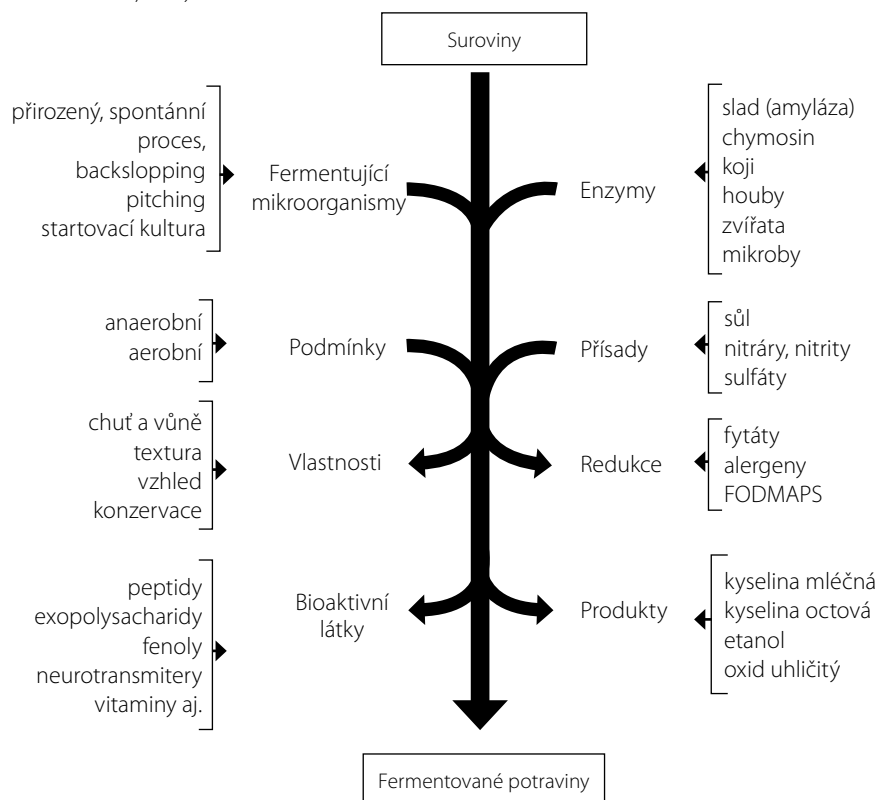 Suroviny
přirozený, spontánní
proces,
backslopping
pitching
startovací kultura
Fermentující
mikroorganismy
Enzymy
slad (amyláza)
chymosin
koji
houby
zvířata
mikroby
anaerobní
aerobní
Podmínky
Přísady
sůl
nitráry, nitrity
sulfáty
chuť a vůně
textura
vzhled
konzervace
Vlastnosti
Redukce
fytáty
alergeny
FODMAPS
peptidy
exopolysacharidy
fenoly
neurotransmitery
vitaminy aj.
Bioaktivní
látky
Produkty
kyselina mléčná
kyselina octová
etanol
oxid uhličitý
Fermentované potraviny